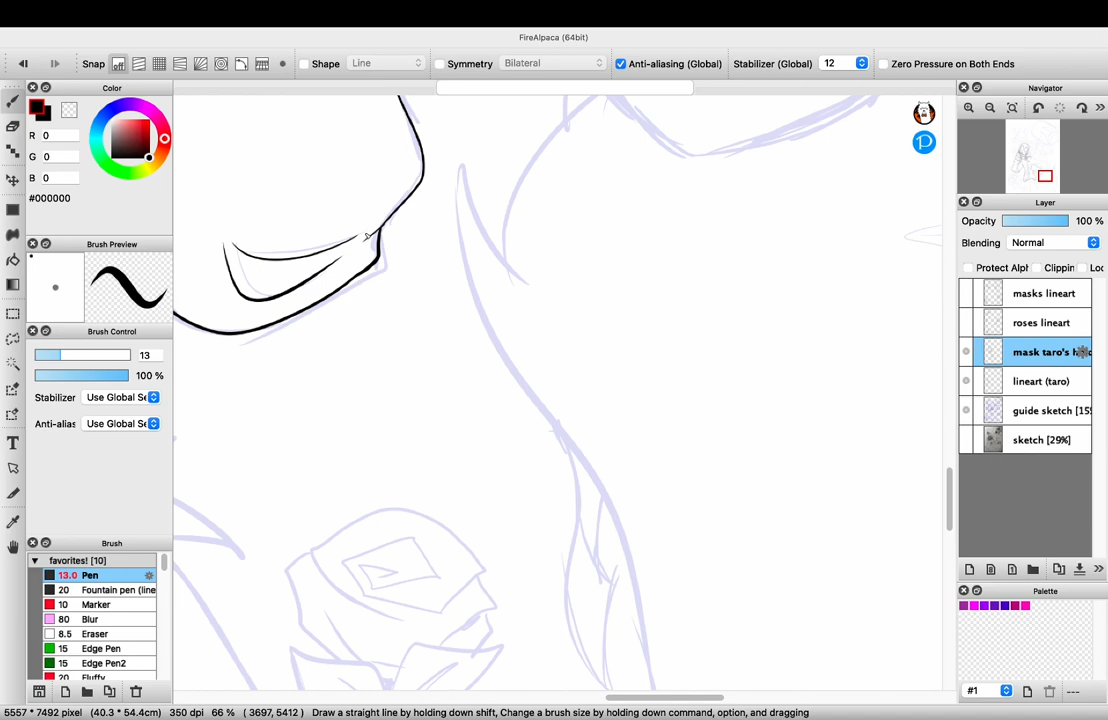 FireAlpaca (64bit)
Snap off Shape Line Symmetry Bilateral Anti-aliasing (Global) Stabilizer (Global) 12 Zero Pressure on Both Ends
Color
R 0
G 0
B 0
#000000
Brush Preview
Brush Control
13
100 %
Stabilizer Use Global Se
Anti-alias Use Global Se
Brush
favorites! [10]
13.0 Pen
20 Fountain pen (line
10 Marker
80 Blur
8.5 Eraser
15 Edge Pen
15 Edge Pen2
20 Fluffy
Navigator
Layer
Opacity 100 %
Blending Normal
Protect Alph Clippin Loc
masks lineart
roses lineart
mask taro's
lineart (taro)
guide sketch [15
sketch [29%]
Palette
#1 ---
5557 * 7492 pixel (40.3 * 54.4cm) 350 dpi 66 % ( 3697, 5412 ) Draw a straight line by holding down shift, Change a brush size by holding down command, option, and dragging